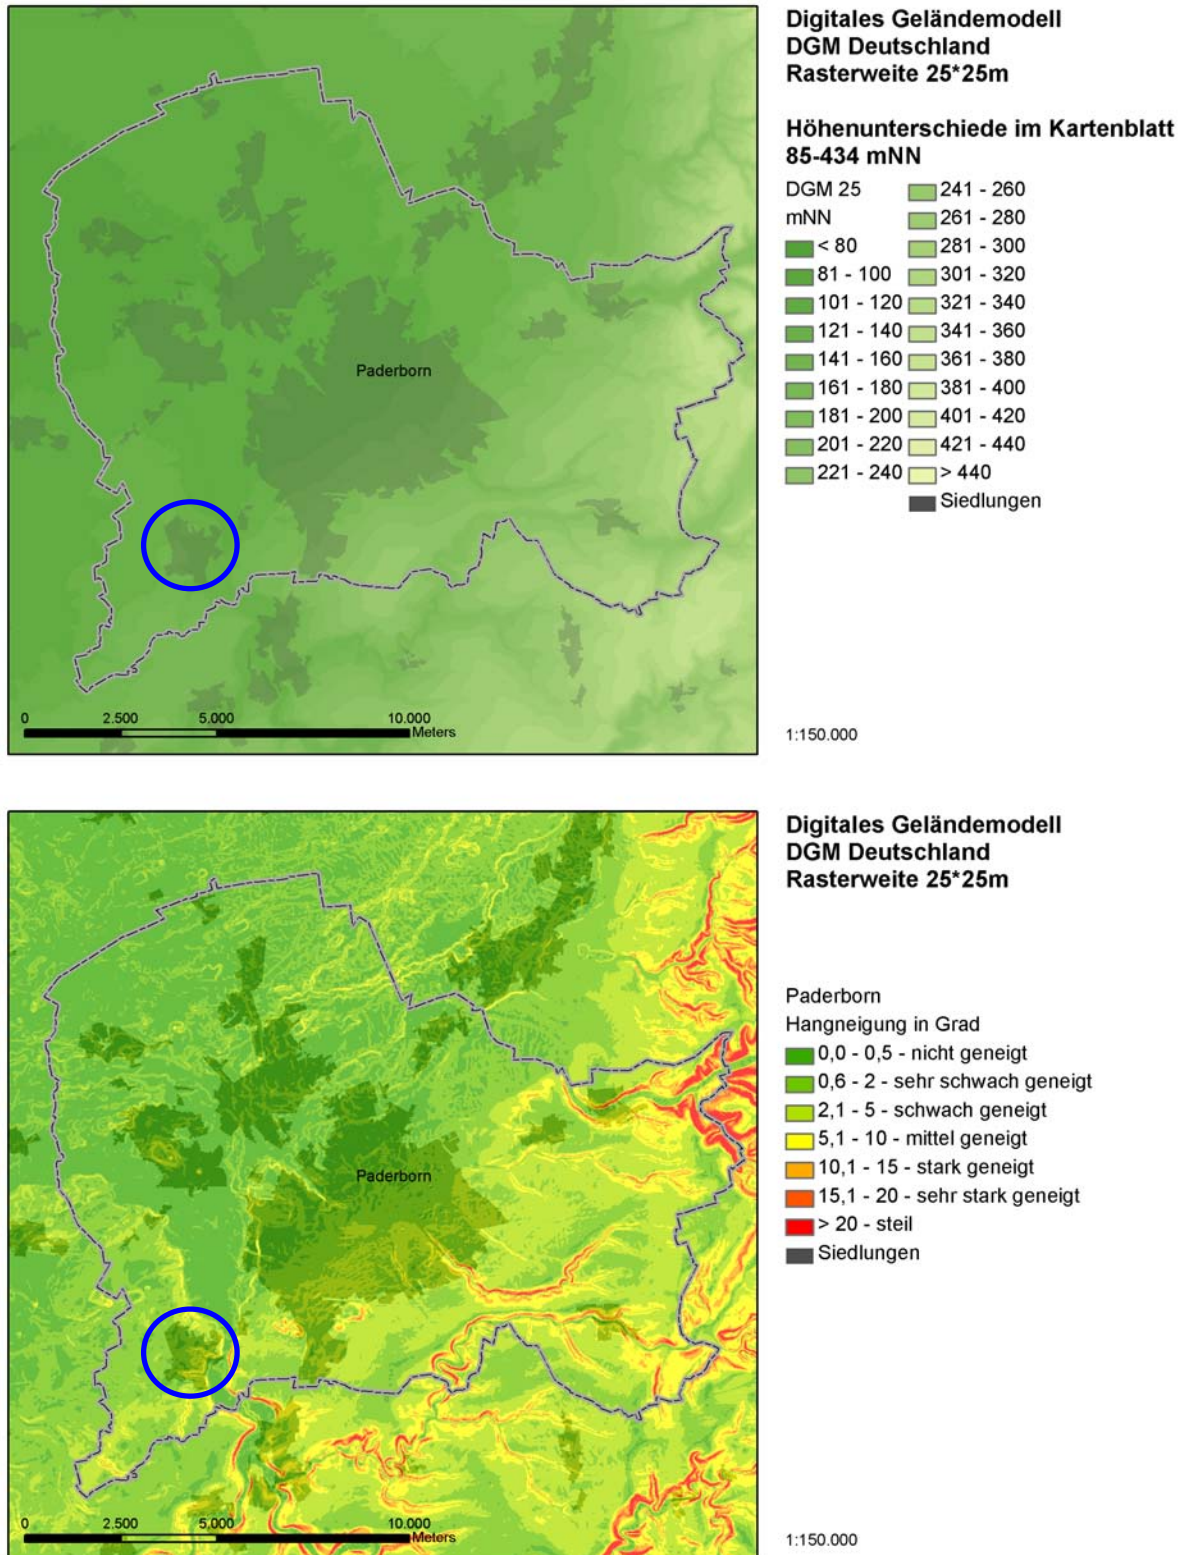 Digitales Geländemodell
DGM Deutschland
Rasterweite 25*25m
Höhenunterschiede im Kartenblatt
85-434 mNN
DGM 25
mNN
< 80
81 - 100
101 - 120
121 - 140
141 - 160
161 - 180
181 - 200
201 - 220
221 - 240
241 - 260
261 - 280
281 - 300
301 - 320
321 - 340
341 - 360
361 - 380
381 - 400
401 - 420
421 - 440
> 440
Siedlungen
Paderborn
0 2.500 5.000 10.000
Meters
1:150.000
Digitales Geländemodell
DGM Deutschland
Rasterweite 25*25m
Paderborn
Hangneigung in Grad
0,0 - 0,5 - nicht geneigt
0,6 - 2 - sehr schwach geneigt
2,1 - 5 - schwach geneigt
5,1 - 10 - mittel geneigt
10,1 - 15 - stark geneigt
15,1 - 20 - sehr stark geneigt
> 20 - steil
Siedlungen
Paderborn
0 2.500 5.000 10.000
Meters
1:150.000